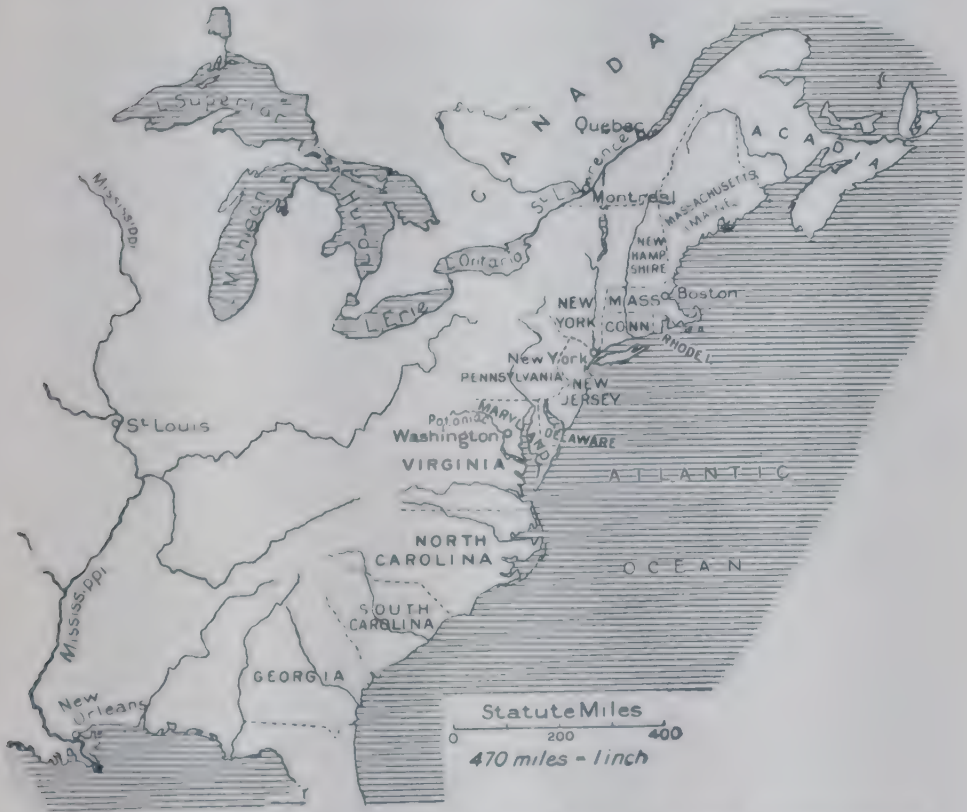 L. Superior
L. Michigan
L. Huron
L. Erie
L. Ontario
CANADA
Quebec
St. Lawrence
Montreal
ACADIA
MASSACHUSETTS
(MAINE
NEW
HAMP
SHIRE
NEW
YORK
MASS
Boston
CONN
RHODE I.
New York
PENNSYLVANIA
NEW
JERSEY
MARYLAND
DELAWARE
Potomac
Washington
VIRGINIA
Mississippi
St Louis
ATLANTIC
OCEAN
NORTH
CAROLINA
SOUTH
CAROLINA
GEORGIA
Mississippi
New
Orleans
Statute Miles
0 200 400
470 miles = 1 inch